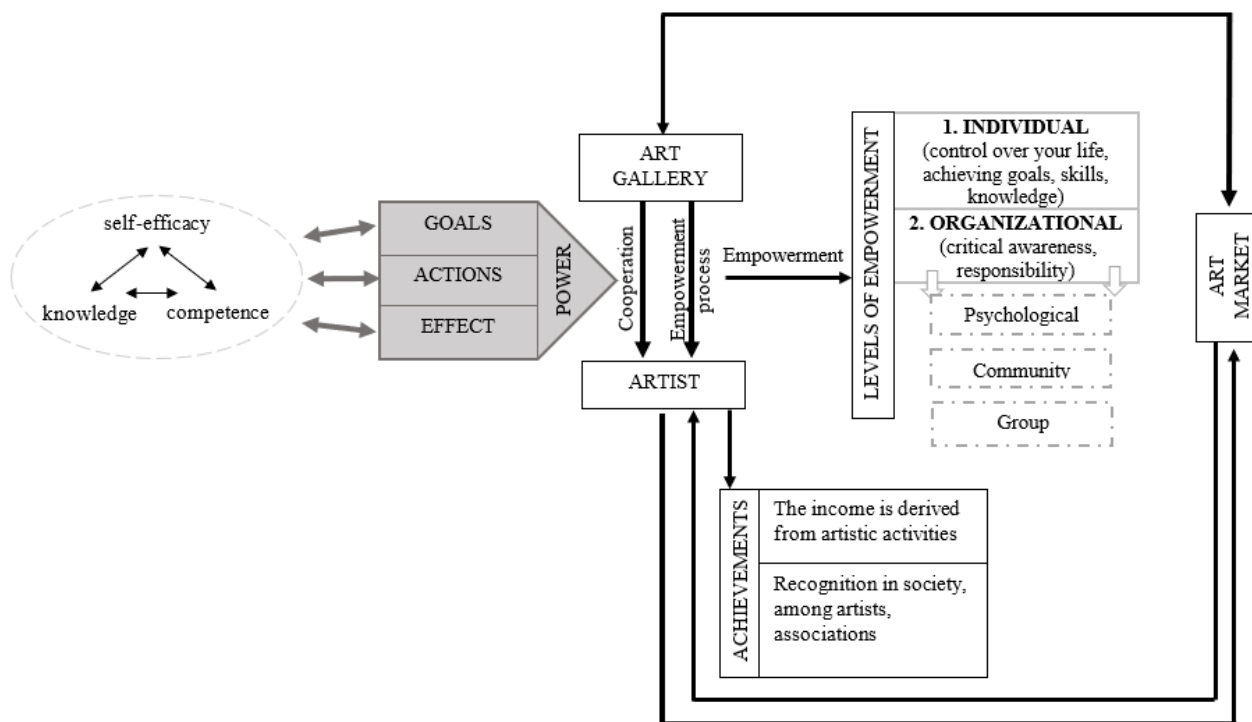 self-efficacy
knowledge
competence
GOALS
ACTIONS
EFFECT
POWER
ART
GALLERY
Cooperation
Empowerment
process
ARTIST
Empowerment
LEVELS OF EMPOWERMENT
1. INDIVIDUAL
(control over your life,
achieving goals, skills,
knowledge)
2. ORGANIZATIONAL
(critical awareness,
responsibility)
Psychological
Community
Group
ART
MARKET
ACHIEVEMENTS
The income is derived
from artistic activities
Recognition in society,
among artists,
associations